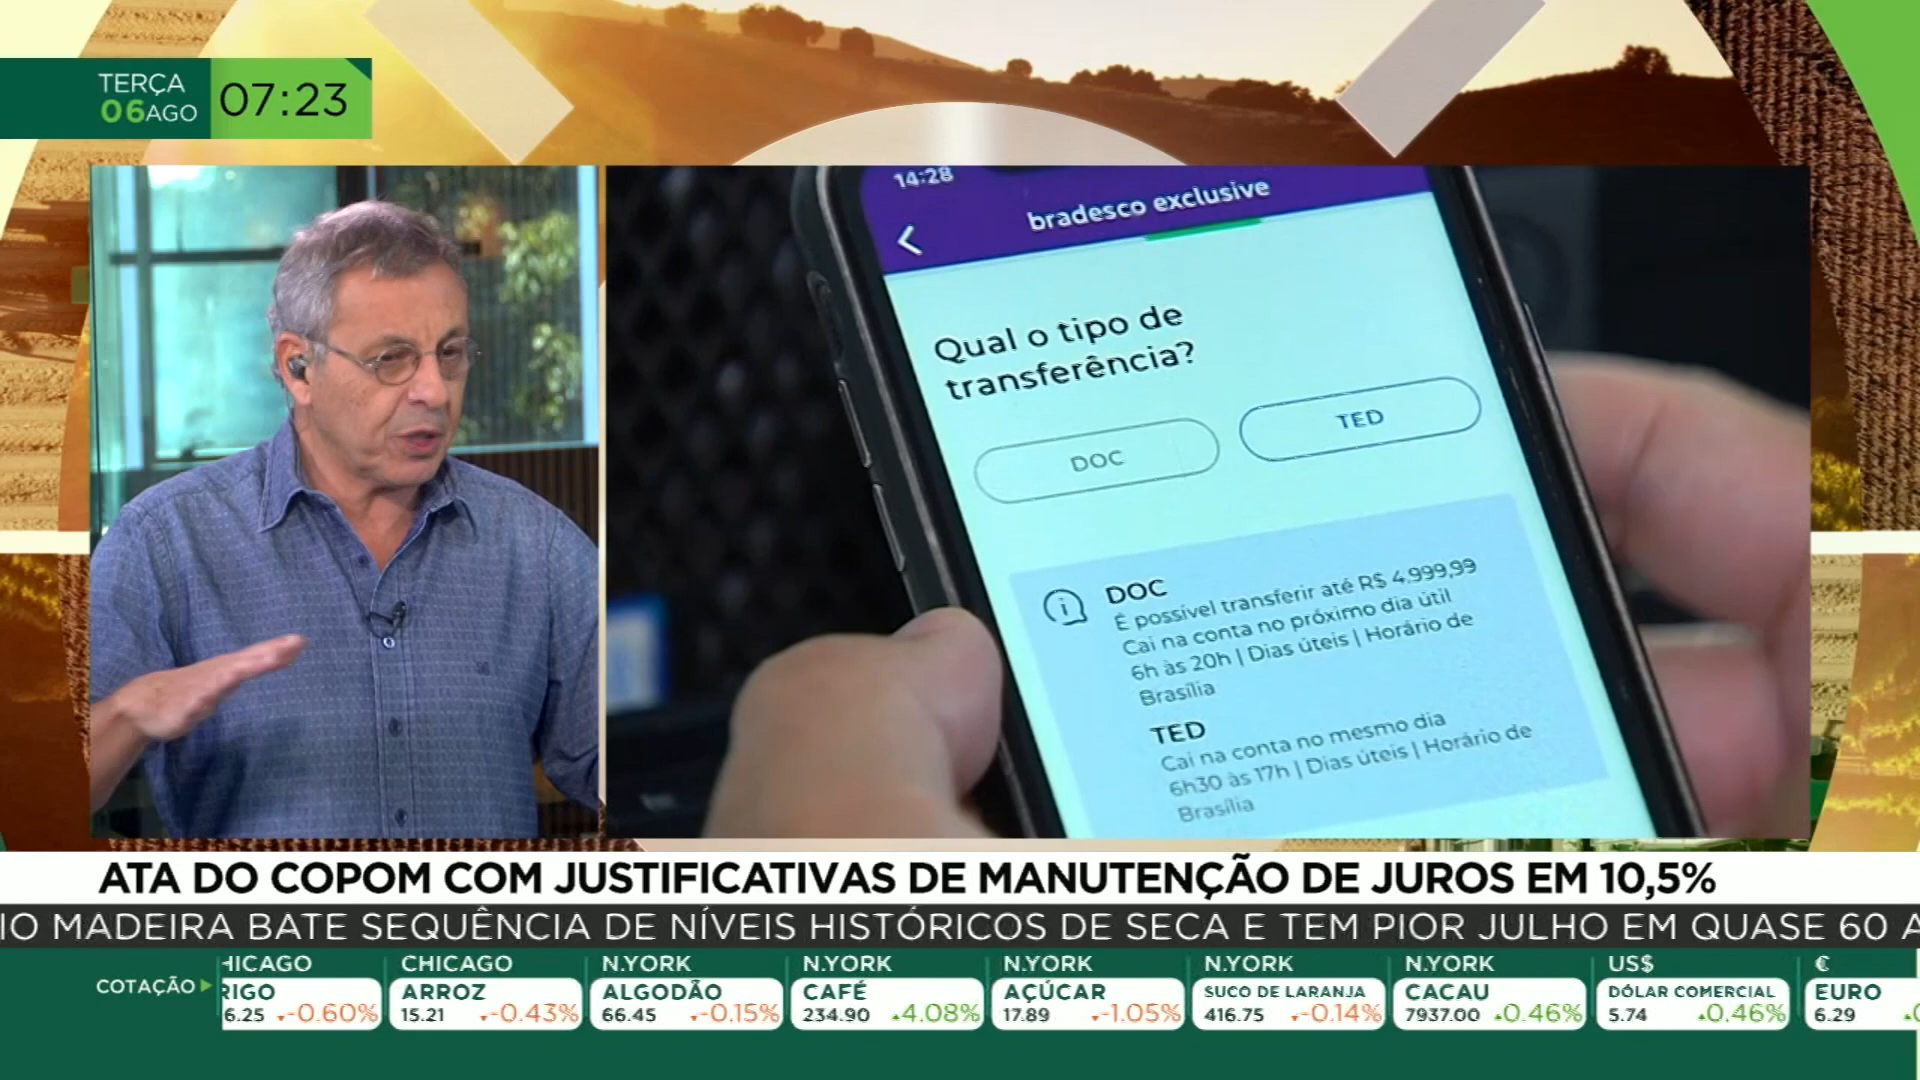 TERÇA
06AGO
07:23
14:28
bradesco exclusive
Qual o tipo de
transferência?
DOC
TED
DOC
É possível transferir até R$ 4.999,99
Cai na conta no próximo dia útil
6h às 20h | Dias úteis | Horário de
Brasília
TED
Cai na conta no mesmo dia
6h30 às 17h | Dias úteis | Horário de
Brasília
ATA DO COPOM COM JUSTIFICATIVAS DE MANUTENÇÃO DE JUROS EM 10,5%
IO MADEIRA BATE SEQUÊNCIA DE NÍVEIS HISTÓRICOS DE SECA E TEM PIOR JULHO EM QUASE 60 A
COTAÇÃO
HICAGO
RIGO
6.25 -0.60%
CHICAGO
ARROZ
15.21 -0.43%
N.YORK
ALGODÃO
66.45 -0.15%
N.YORK
CAFÉ
234.90 4.08%
N.YORK
AÇÚCAR
17.89 -1.05%
N.YORK
SUCO DE LARANJA
416.75 -0.14%
N.YORK
CACAU
7937.00 0.46%
US$
DÓLAR COMERCIAL
5.74 0.46%
€
EURO
6.29